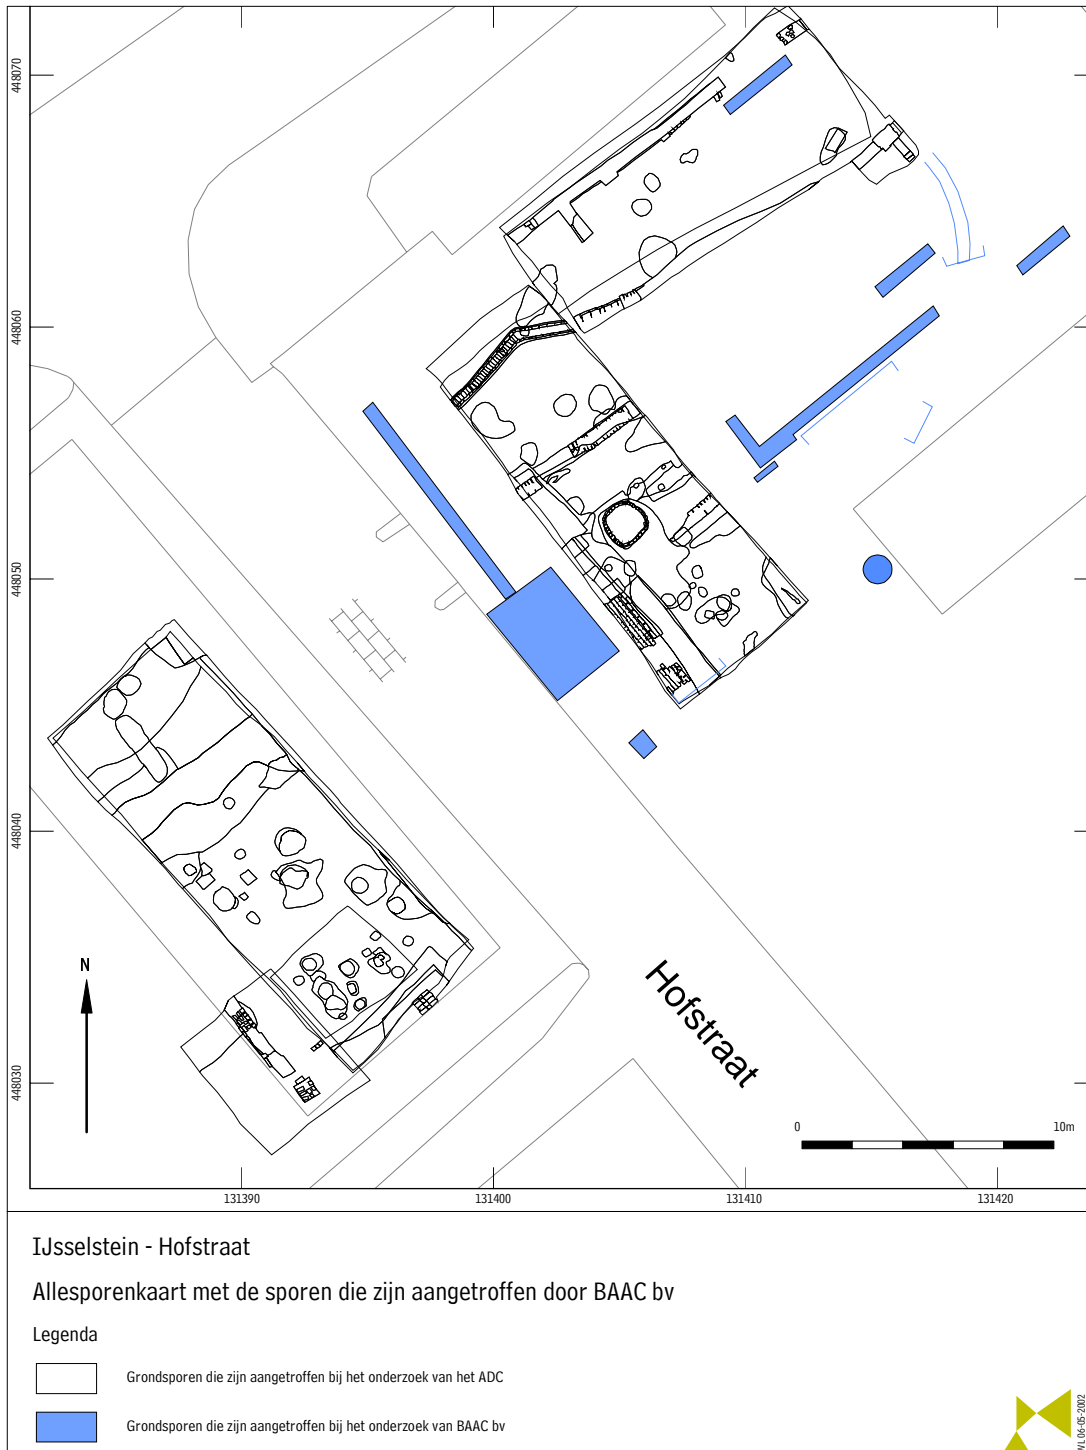 448070
448060
448050
448040
448030
N
Hofstraat
0
10m
131390
131400
131410
131420
IJsselstein - Hofstraat
Allesporenkaart met de sporen die zijn aangetroffen door BAAC bv
Legenda
Grondsporen die zijn aangetroffen bij het onderzoek van het ADC
Grondsporen die zijn aangetroffen bij het onderzoek van BAAC bv
06-05-2002